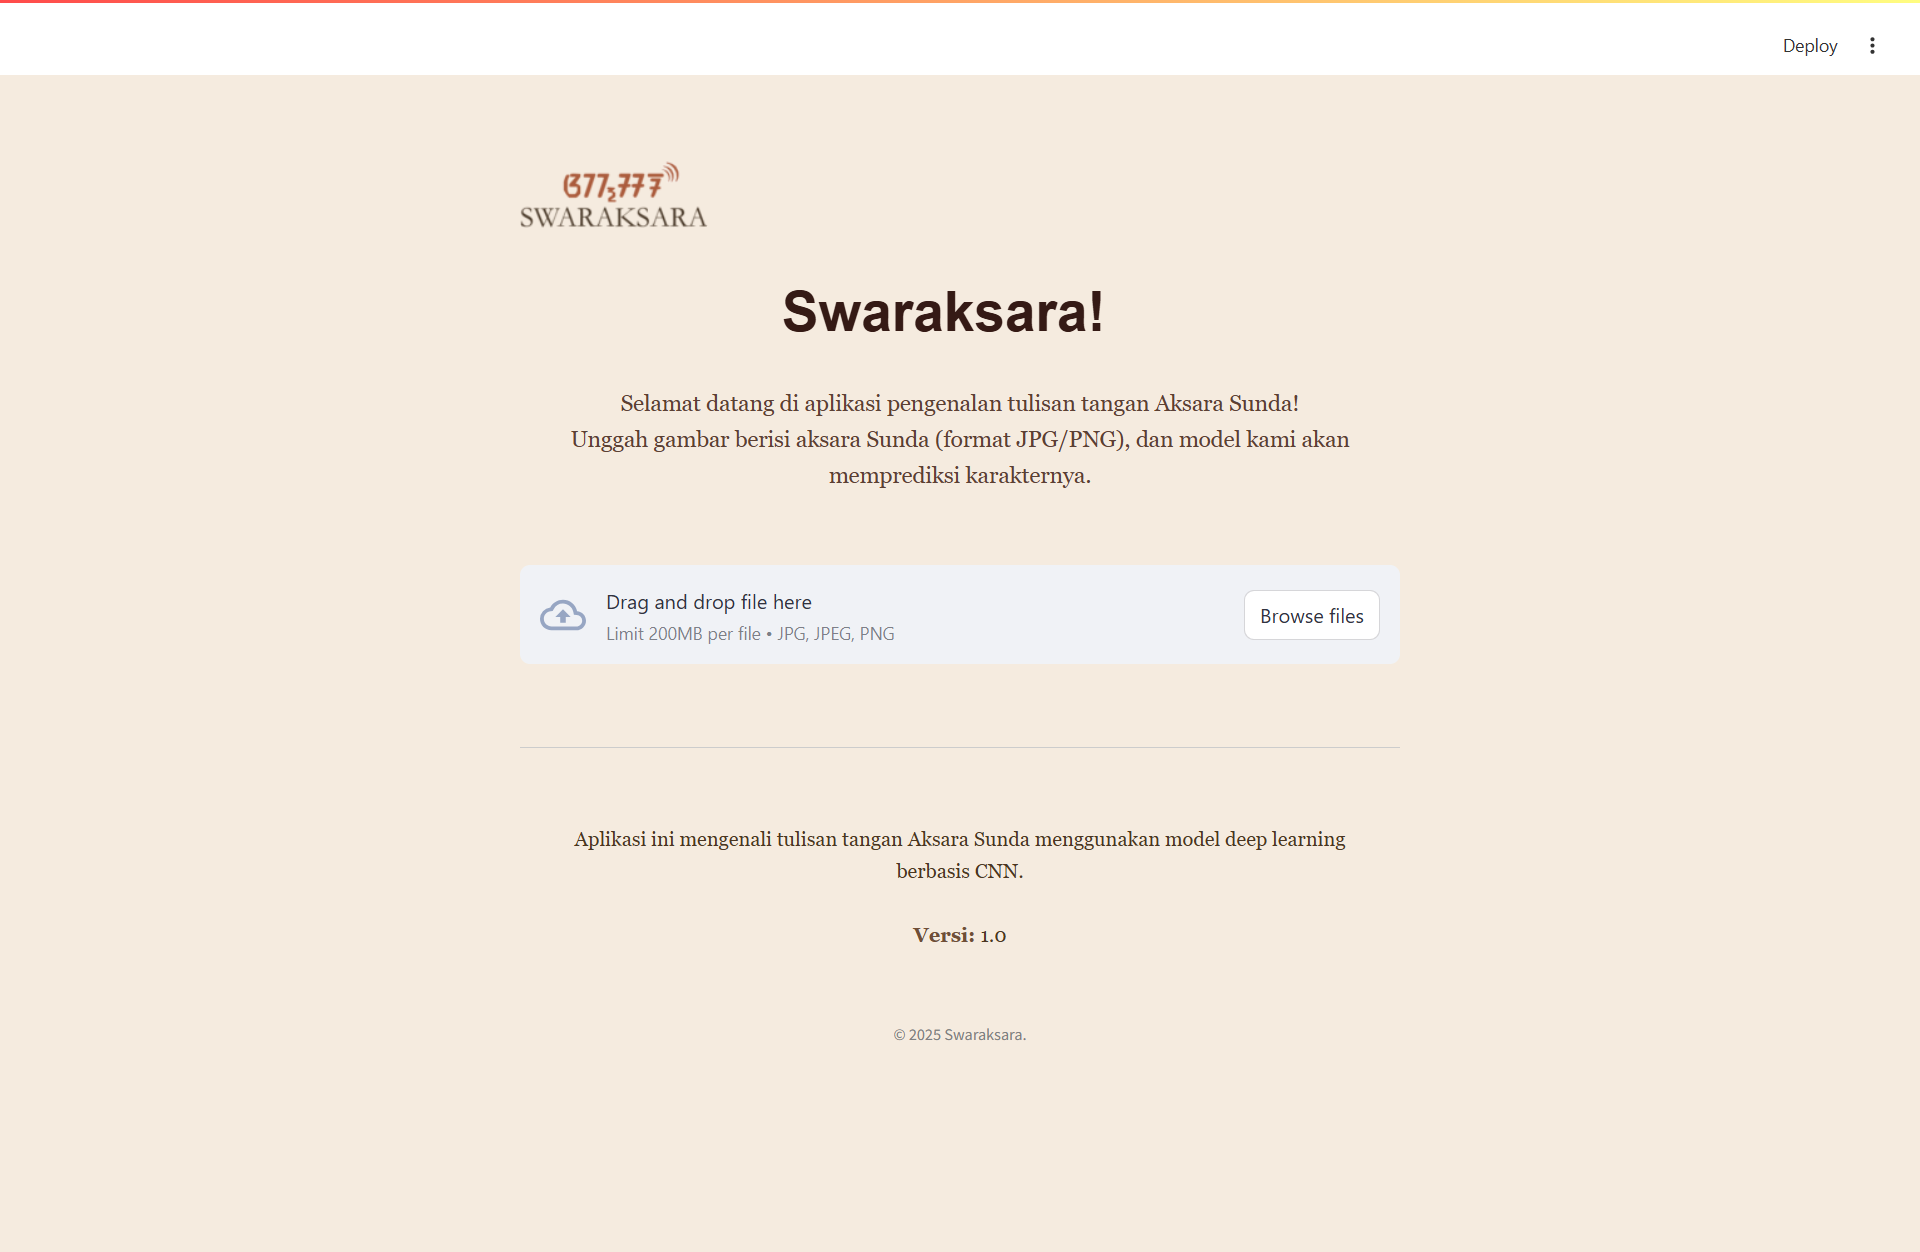 Deploy
SWARAKSARA
Swaraksara!
Selamat datang di aplikasi pengenalan tulisan tangan Aksara Sunda!
Unggah gambar berisi aksara Sunda (format JPG/PNG), dan model kami akan
memprediksi karakternya.
Drag and drop file here
Limit 200MB per file • JPG, JPEG, PNG
Browse files
Aplikasi ini mengenali tulisan tangan Aksara Sunda menggunakan model deep learning
berbasis CNN.
Versi: 1.0
© 2025 Swaraksara.